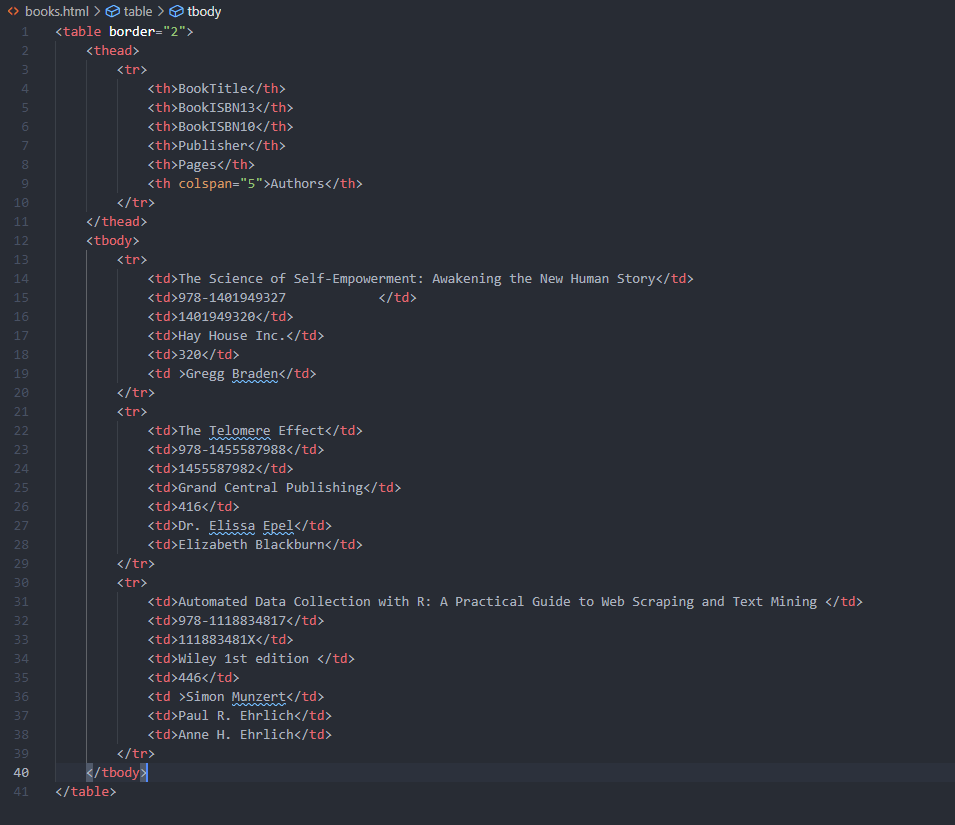 books.html > table > tbody
1 <table border="2">
2     <thead>
3         <tr>
4             <th>BookTitle</th>
5             <th>BookISBN13</th>
6             <th>BookISBN10</th>
7             <th>Publisher</th>
8             <th>Pages</th>
9             <th colspan="5">Authors</th>
10         </tr>
11     </thead>
12     <tbody>
13         <tr>
14             <td>The Science of Self-Empowerment: Awakening the New Human Story</td>
15             <td>978-1401949327            </td>
16             <td>1401949320</td>
17             <td>Hay House Inc.</td>
18             <td>320</td>
19             <td >Gregg Braden</td>
20         </tr>
21         <tr>
22             <td>The Telomere Effect</td>
23             <td>978-1455587988</td>
24             <td>1455587982</td>
25             <td>Grand Central Publishing</td>
26             <td>416</td>
27             <td>Dr. Elissa Epel</td>
28             <td>Elizabeth Blackburn</td>
29         </tr>
30         <tr>
31             <td>Automated Data Collection with R: A Practical Guide to Web Scraping and Text Mining </td>
32             <td>978-1118834817</td>
33             <td>111883481X</td>
34             <td>Wiley 1st edition </td>
35             <td>446</td>
36             <td >Simon Munzert</td>
37             <td>Paul R. Ehrlich</td>
38             <td>Anne H. Ehrlich</td>
39         </tr>
40     </tbody>
41 </table>